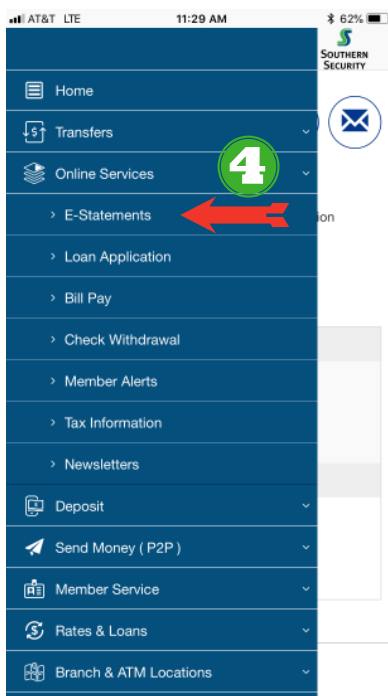 AT&T LTE 11:29 AM 62%
SOUTHERN
SECURITY
Home
Transfers
Online Services
4
E-Statements
ion
Loan Application
Bill Pay
Check Withdrawal
Member Alerts
Tax Information
Newsletters
Deposit
Send Money ( P2P )
Member Service
Rates & Loans
Branch & ATM Locations